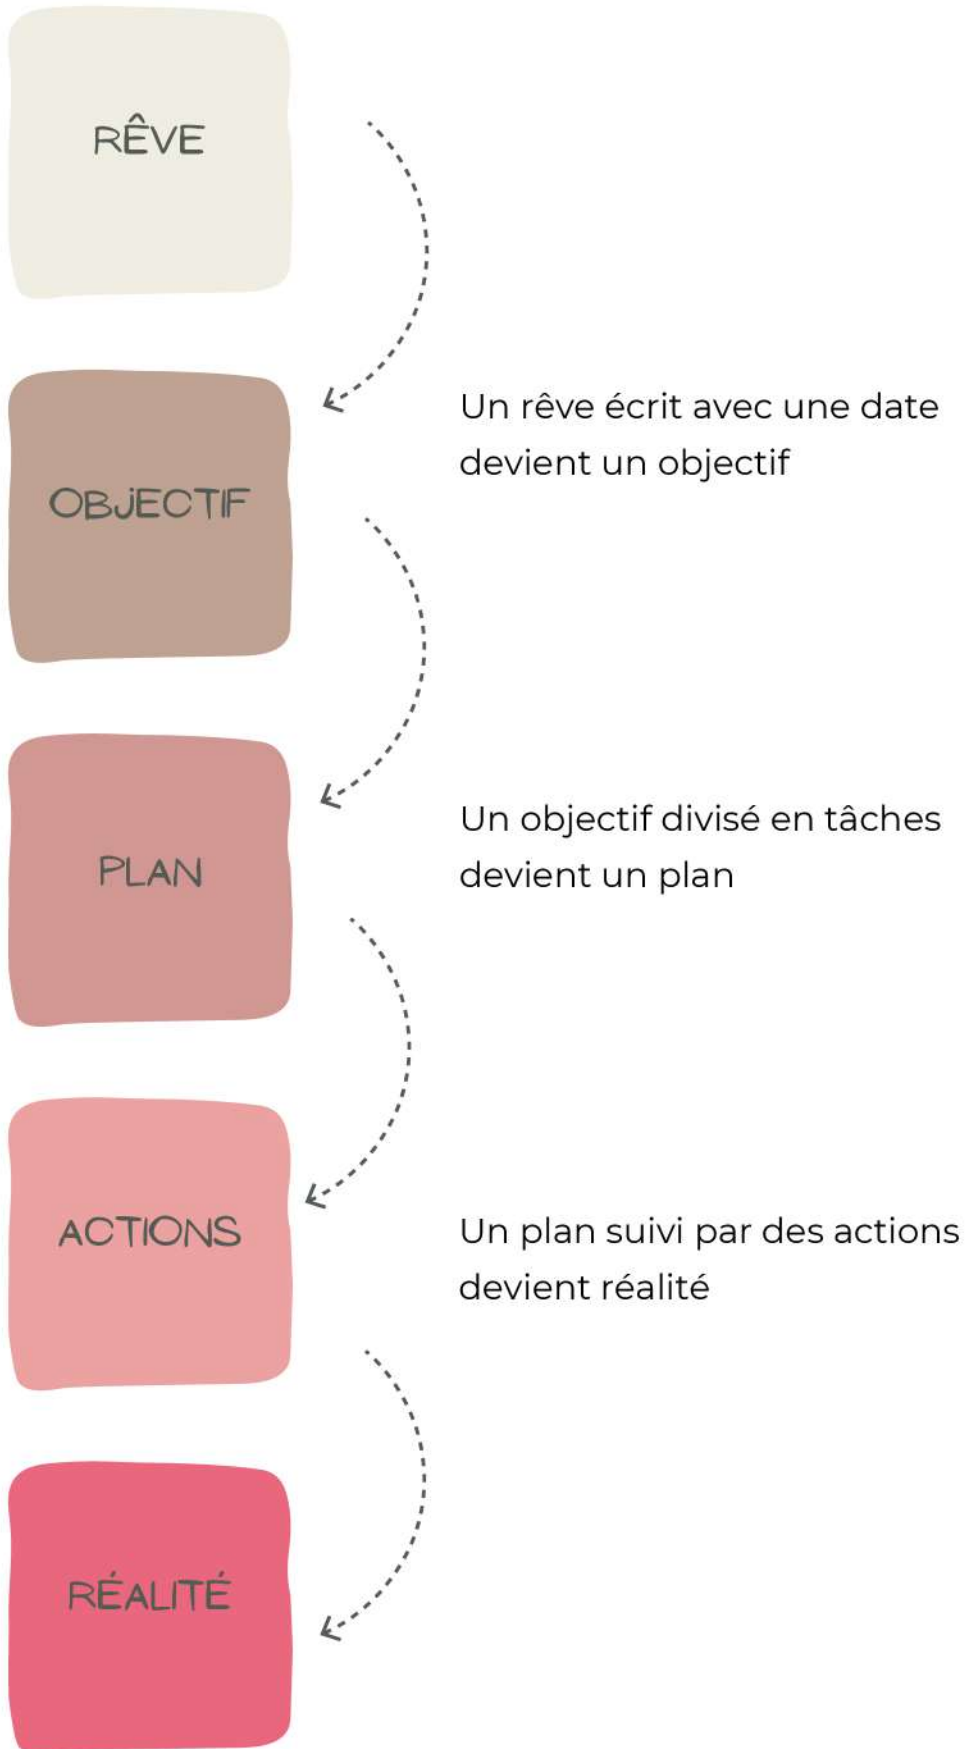 RÊVE
OBJECTIF
Un rêve écrit avec une date
devient un objectif
PLAN
Un objectif divisé en tâches
devient un plan
ACTIONS
Un plan suivi par des actions
devient réalité
RÉALITÉ